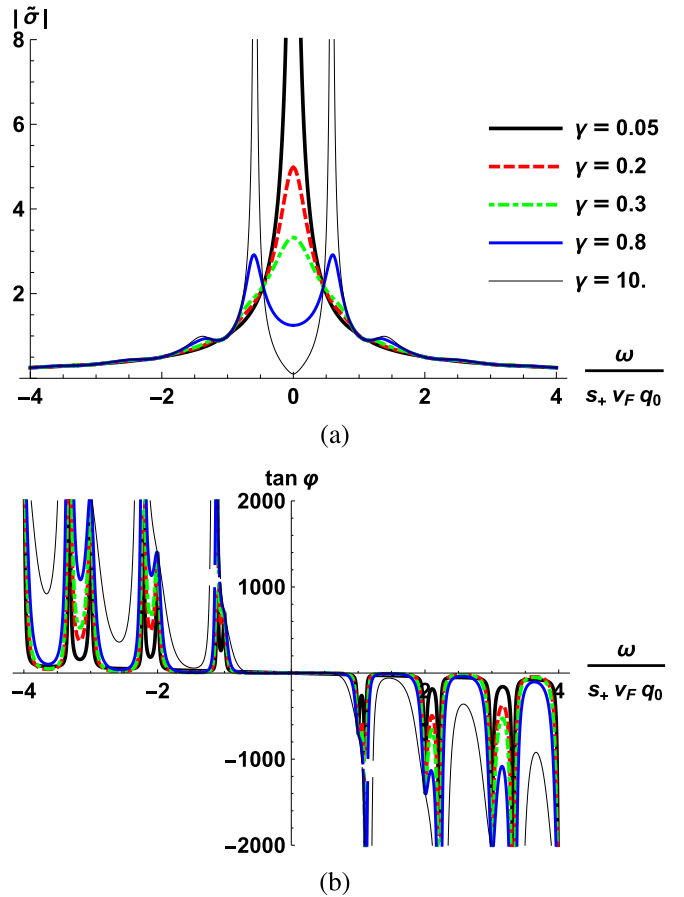 |σ̃|
8
6
4
2
−4 −2 0 2 4
γ = 0.05
γ = 0.2
γ = 0.3
γ = 0.8
γ = 10.
ω
s₊ v_F q₀
(a)
tan φ
2000
1000
−4 −2 2 4
−1000
−2000
ω
s₊ v_F q₀
(b)